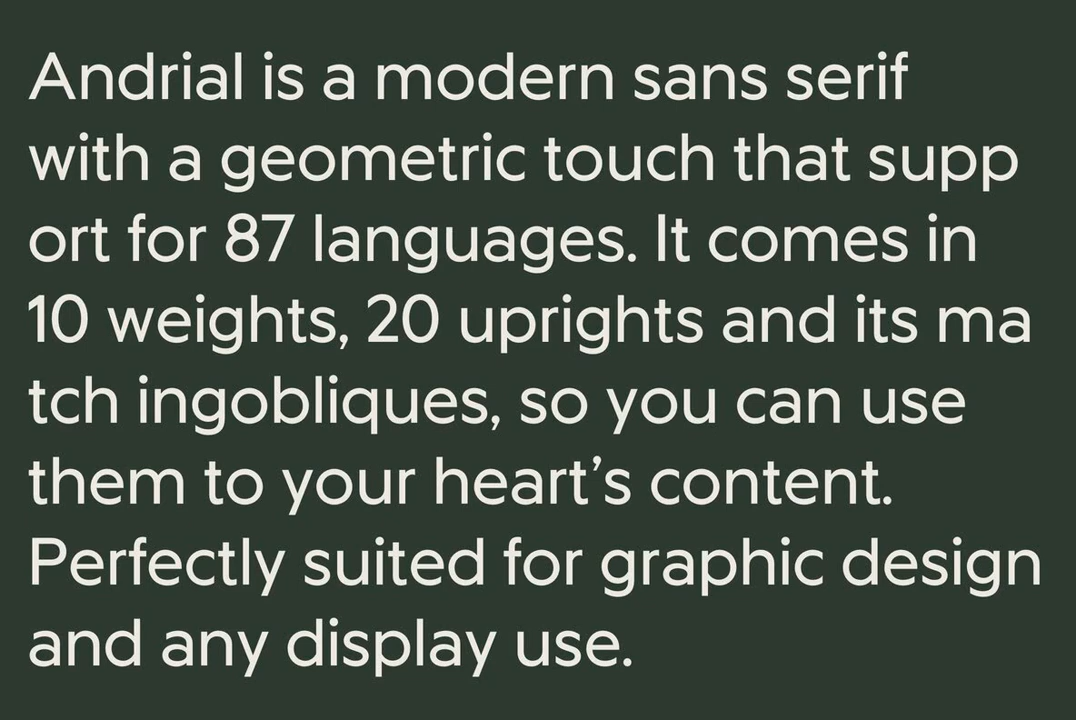 Andrial is a modern sans serif
with a geometric touch that supp
ort for 87 languages. It comes in
10 weights, 20 uprights and its ma
tch ingobliques, so you can use
them to your heart’s content.
Perfectly suited for graphic design
and any display use.